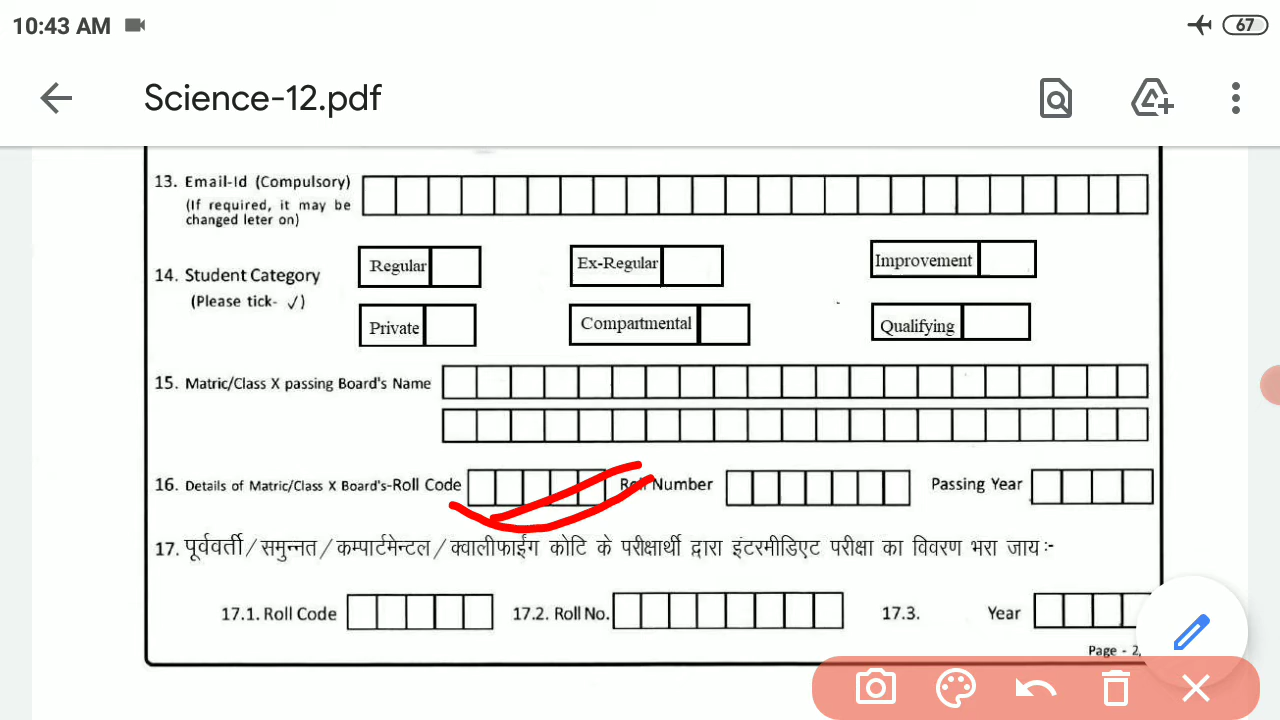 10:43 AM 67
Science-12.pdf
13. Email-Id (Compulsory)
(If required, it may be
changed leter on)
14. Student Category Regular Ex-Regular Improvement
(Please tick- ✓)
Private Compartmental Qualifying
15. Matric/Class X passing Board's Name
16. Details of Matric/Class X Board's-Roll Code Roll Number Passing Year
17. पूर्ववर्ती/समुन्नत/कम्पार्टमेन्टल/क्वालीफाईंग कोटि के परीक्षार्थी द्वारा इंटरमीडिएट परीक्षा का विवरण भरा जाय:-
17.1. Roll Code 17.2. Roll No. 17.3. Year
Page - 2,